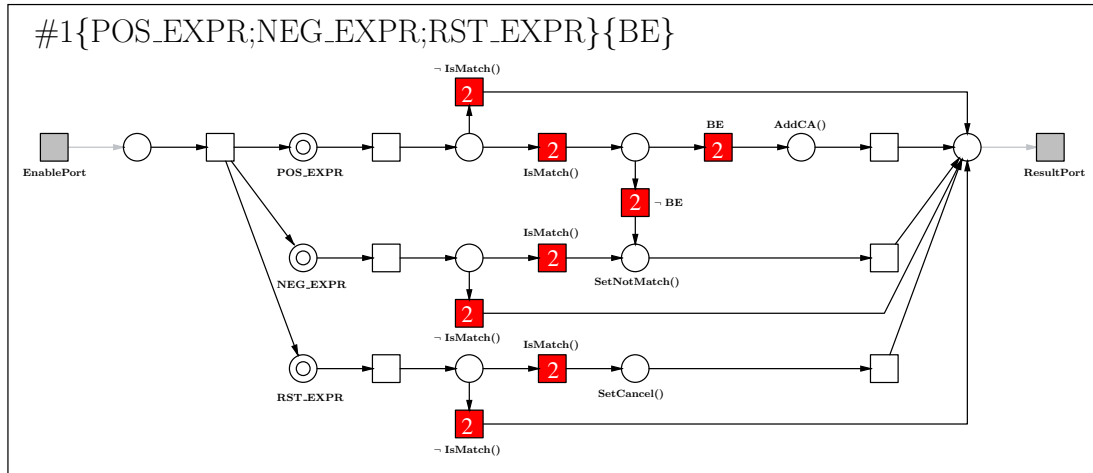 #1{POS_EXPR;NEG_EXPR;RST_EXPR}{BE}
¬ IsMatch()
2
BE
AddCA()
2
2
EnablePort
POS_EXPR
IsMatch()
ResultPort
2
¬ BE
IsMatch()
2
NEG_EXPR
SetNotMatch()
2
¬ IsMatch()
IsMatch()
2
RST_EXPR
SetCancel()
2
¬ IsMatch()